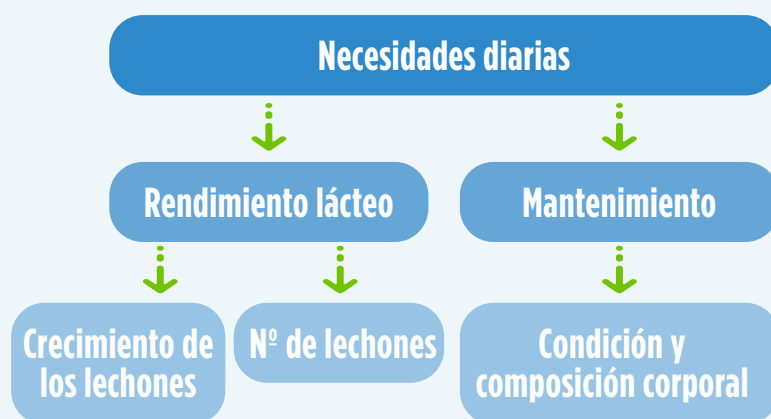 Necesidades diarias
Rendimiento lácteo
Mantenimiento
Crecimiento de
los lechones
Nº de lechones
Condición y
composición corporal